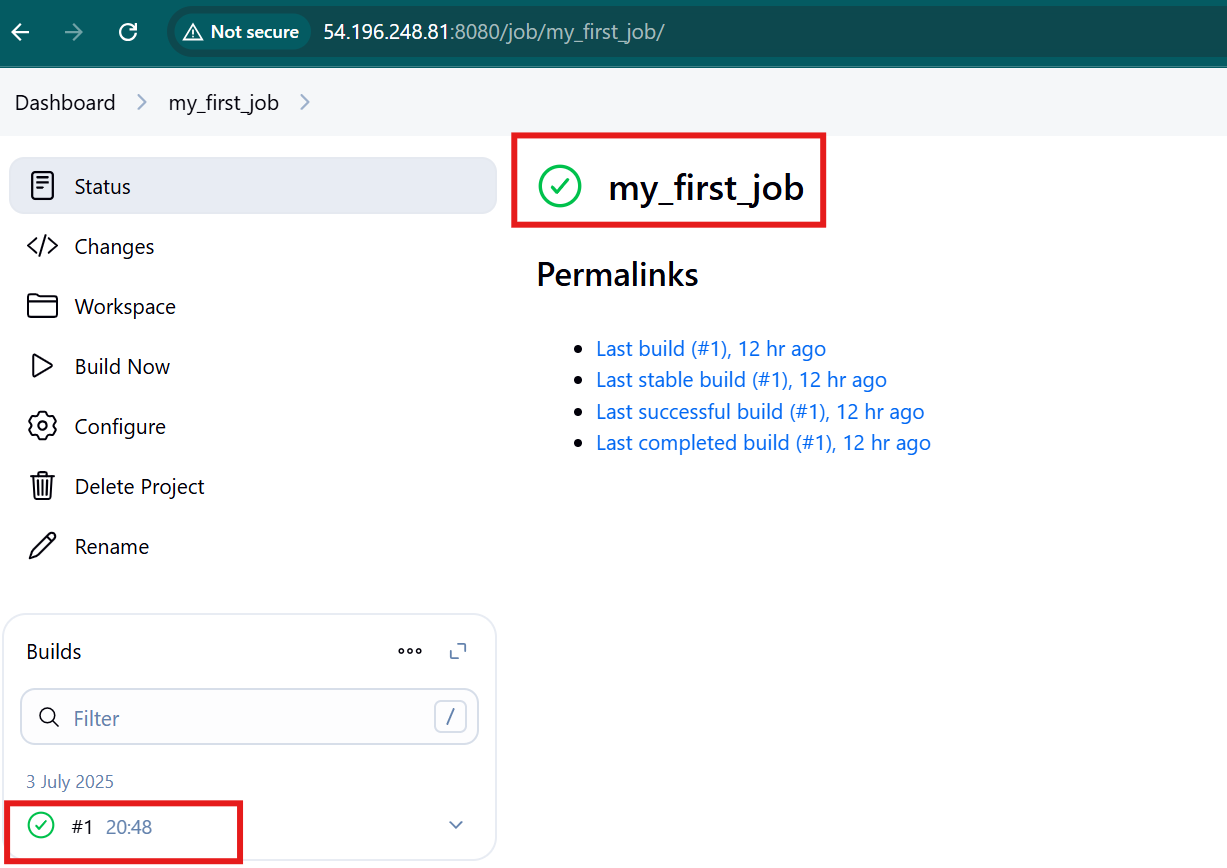 Not secure 54.196.248.81:8080/job/my_first_job/
Dashboard my_first_job
Status
Changes
Workspace
Build Now
Configure
Delete Project
Rename
my_first_job
Permalinks
Last build (#1), 12 hr ago
Last stable build (#1), 12 hr ago
Last successful build (#1), 12 hr ago
Last completed build (#1), 12 hr ago
Builds
Filter /
3 July 2025
#1 20:48